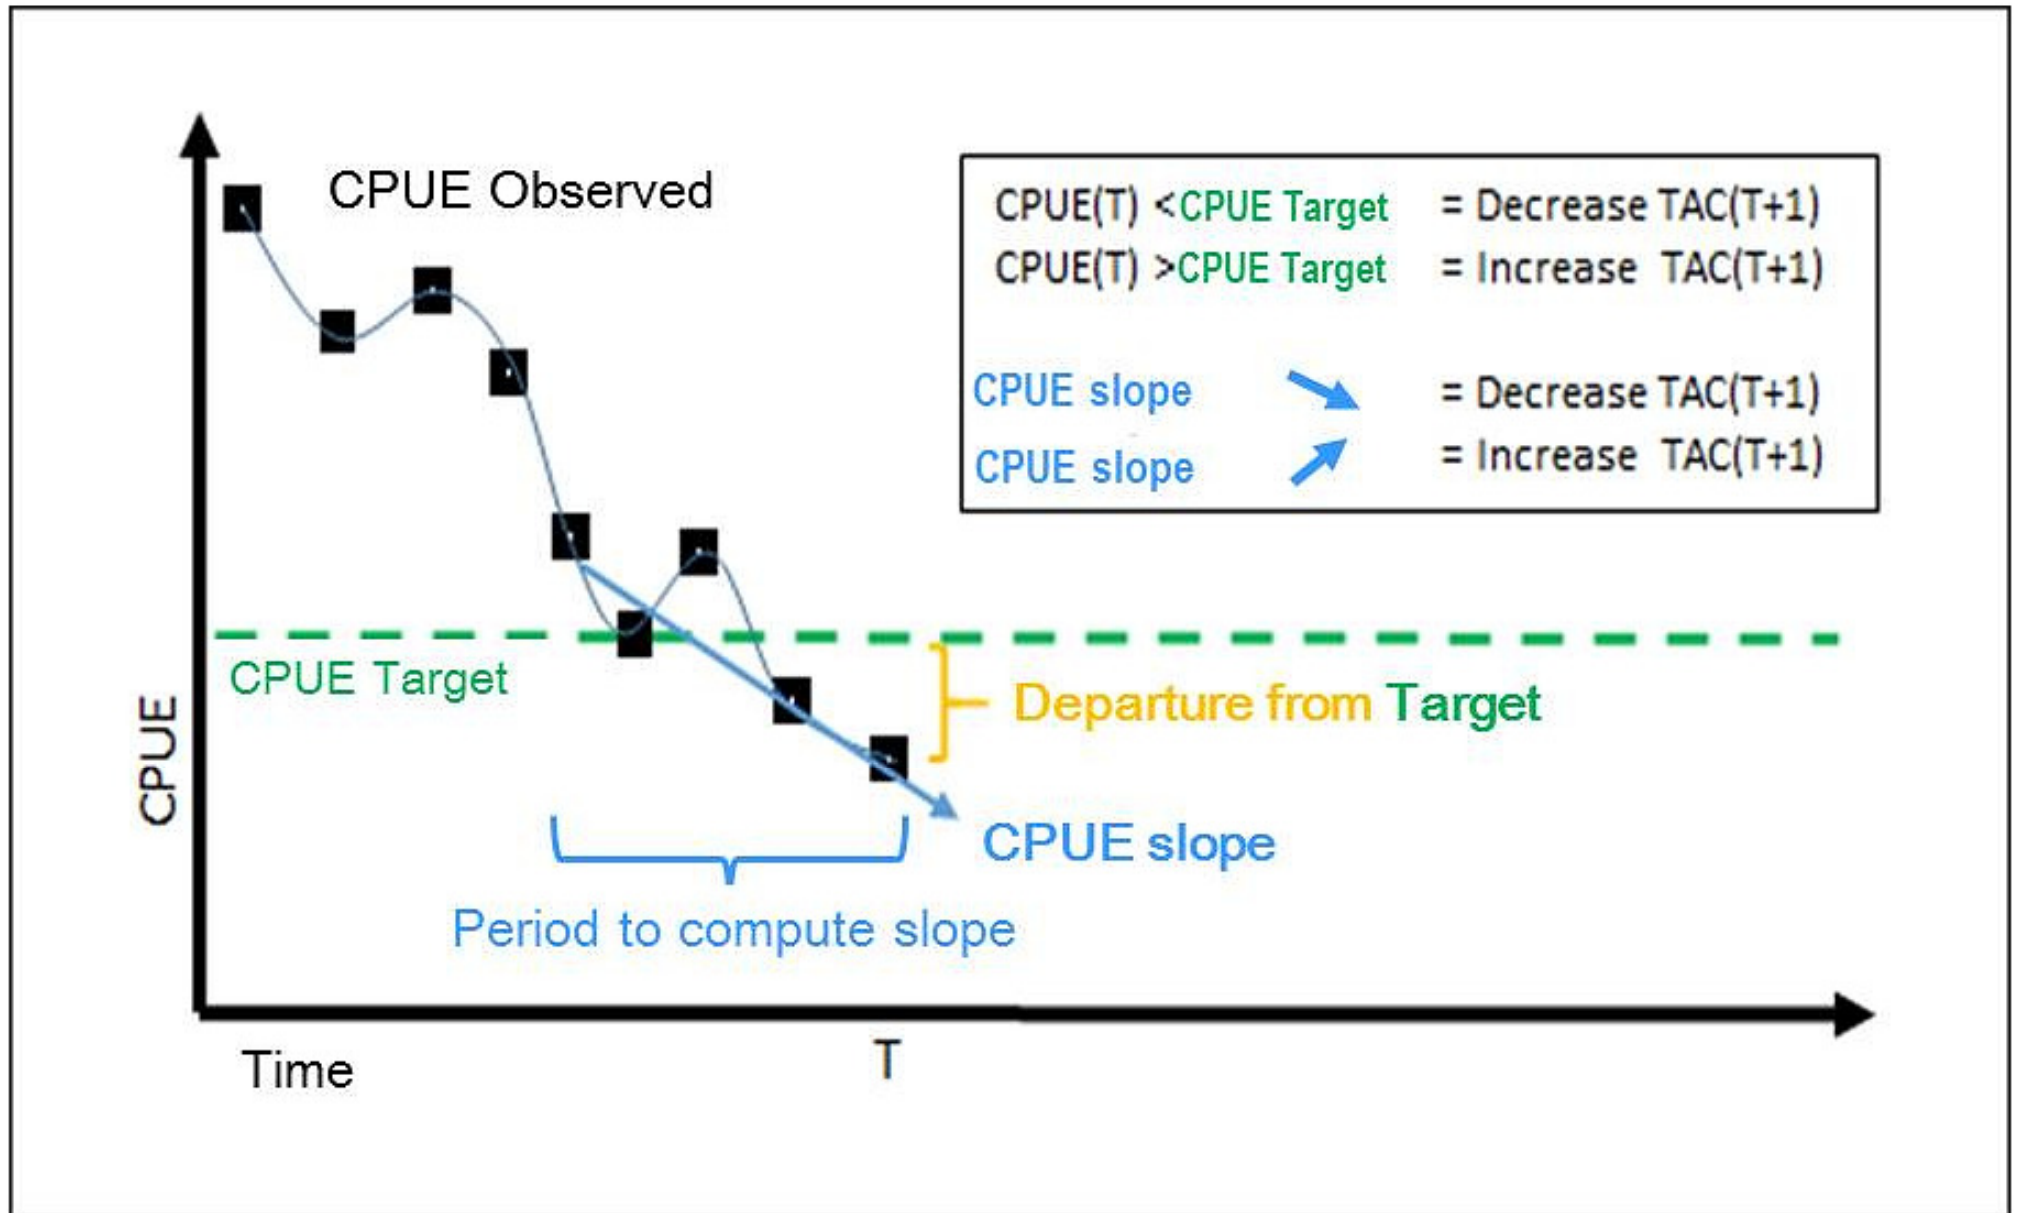 CPUE Observed
CPUE(T) <CPUE Target = Decrease TAC(T+1)
CPUE(T) >CPUE Target = Increase TAC(T+1)
CPUE slope = Decrease TAC(T+1)
CPUE slope = Increase TAC(T+1)
CPUE Target
Departure from Target
CPUE
CPUE slope
Period to compute slope
Time
T